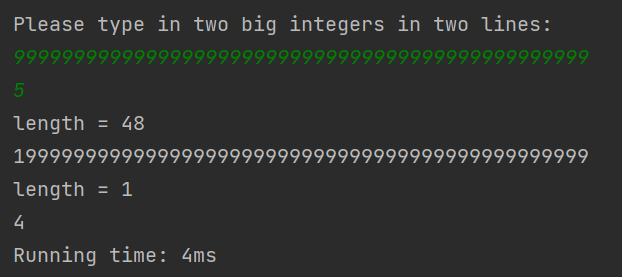 Please type in two big integers in two lines:
999999999999999999999999999999999999999999999999
5
length = 48
199999999999999999999999999999999999999999999999
length = 1
4
Running time: 4ms